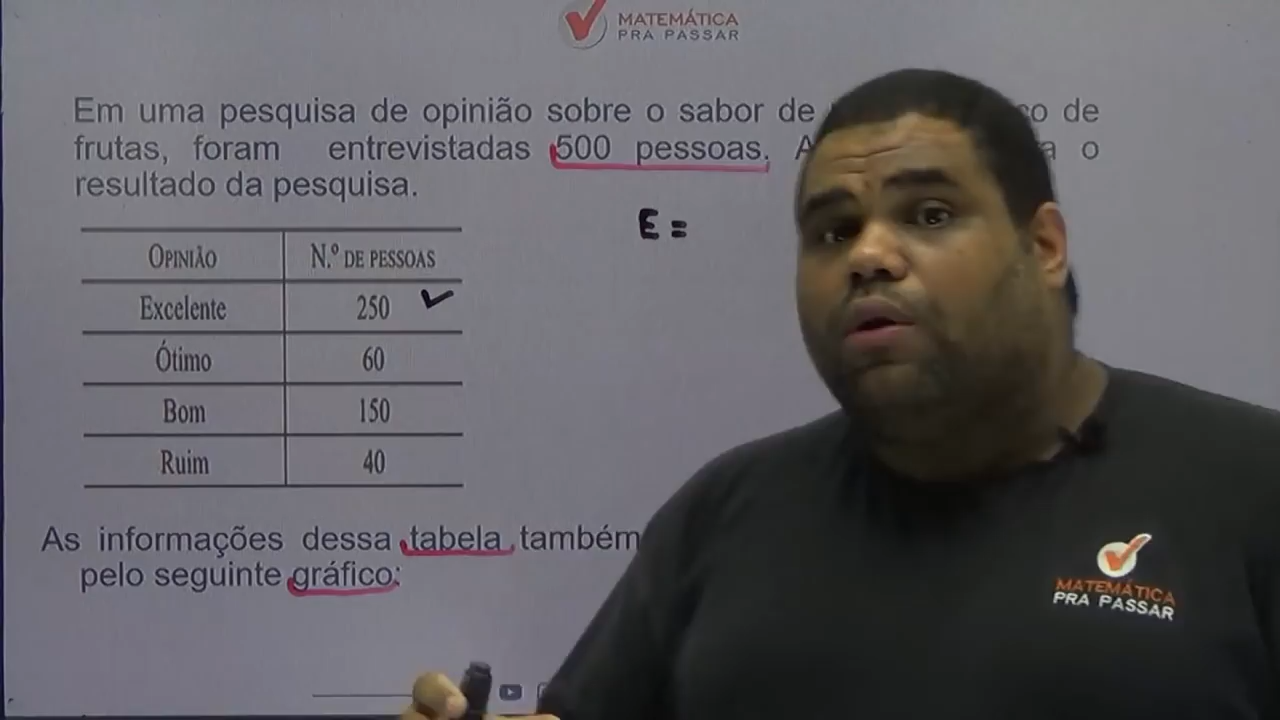 MATEMÁTICA
PRA PASSAR
Em uma pesquisa de opinião sobre o sabor de
de
frutas, foram entrevistadas 500 pessoas.
o
resultado da pesquisa.
E =
OPINIÃO N.º DE PESSOAS
Excelente 250
Ótimo 60
Bom 150
Ruim 40
As informações dessa tabela também
pelo seguinte gráfico:
MATEMÁTICA
PRA PASSAR